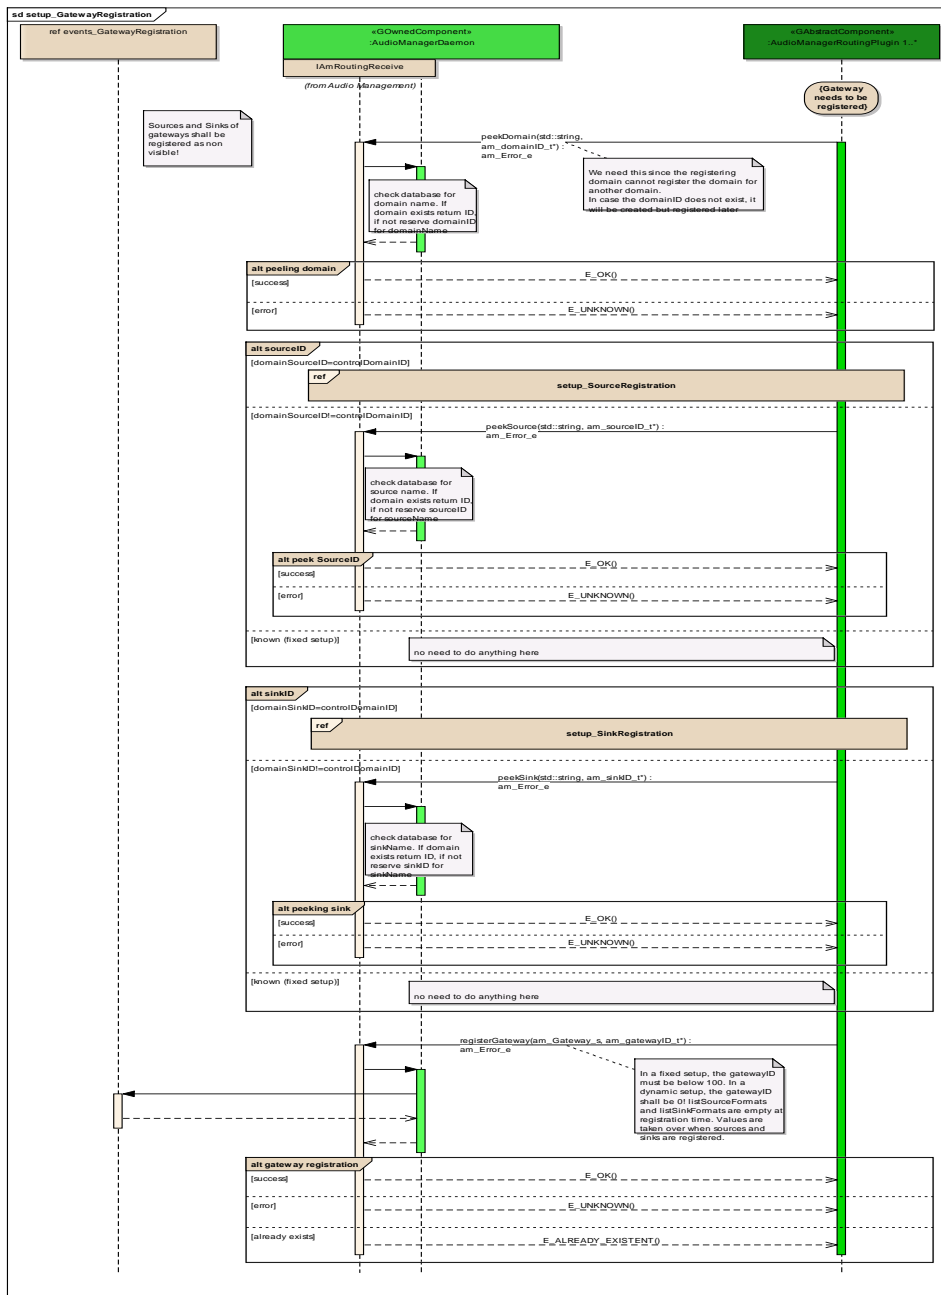 sd setup_GatewayRegistration
ref events_GatewayRegistration
«GOwnedComponent»
:AudioManagerDaemon
«GAbstractComponent»
:AudioManagerRoutingPlugin 1..*
IAmRoutingReceive
(from Audio Management)
{Gateway
needs to be
registered}
Sources and Sinks of
gateways shall be
registered as non
visible!
peekDomain(std::string,
am_domainID_t*) :
am_Error_e
We need this since the registering
domain cannot register the domain for
another domain.
In case the domainID does not exist, it
will be created but registered later
check database for
domain name. If
domain exists return ID,
if not reserve domainID
for domainName
alt peeling domain
[success]
E_OK()
[error]
E_UNKNOWN()
alt sourceID
[domainSourceID=controlDomainID]
ref
setup_SourceRegistration
[domainSourceID!=controlDomainID]
peekSource(std::string, am_sourceID_t*) :
am_Error_e
check database for
source name. If
domain exists return ID,
if not reserve sourceID
for sourceName
alt peek SourceID
[success]
E_OK()
[error]
E_UNKNOWN()
[known (fixed setup)]
no need to do anything here
alt sinkID
[domainSinkID=controlDomainID]
ref
setup_SinkRegistration
[domainSinkID!=controlDomainID]
peekSink(std::string, am_sinkID_t*) :
am_Error_e
check database for
sinkName. If domain
exists return ID, if not
reserve sinkID for
sinkName
alt peeking sink
[success]
E_OK()
[error]
E_UNKNOWN()
[known (fixed setup)]
no need to do anything here
registerGateway(am_Gateway_s, am_gatewayID_t*) :
am_Error_e
In a fixed setup, the gatewayID
must be below 100. In a
dynamic setup, the gatewayID
shall be 0! listSourceFormats
and listSinkFormats are empty at
registration time. Values are
taken over when sources and
sinks are registered.
alt gateway registration
[success]
E_OK()
[error]
E_UNKNOWN()
[already exists]
E_ALREADY_EXISTENT()